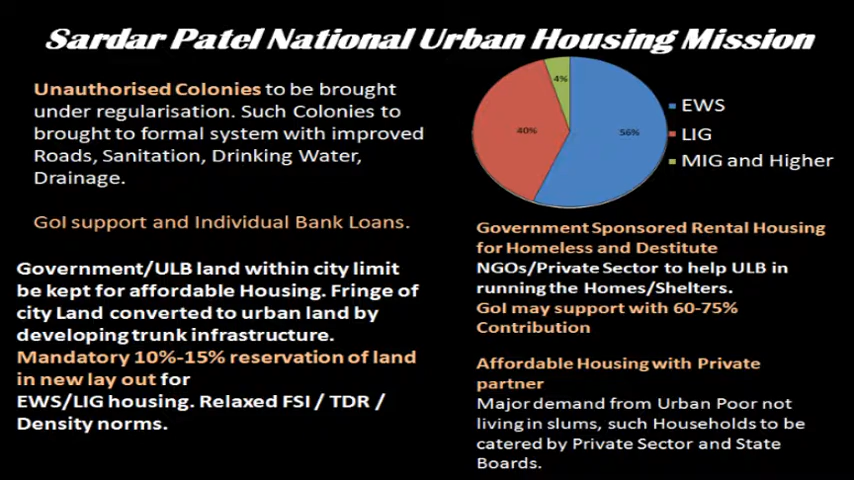 Sardar Patel National Urban Housing Mission
Unauthorised Colonies to be brought
under regularisation. Such Colonies to
brought to formal system with improved
Roads, Sanitation, Drinking Water,
Drainage.
GoI support and Individual Bank Loans.
Government/ULB land within city limit
be kept for affordable Housing. Fringe of
city Land converted to urban land by
developing trunk infrastructure.
Mandatory 10%-15% reservation of land
in new lay out for
EWS/LIG housing. Relaxed FSI / TDR /
Density norms.
4%
40%
56%
EWS
LIG
MIG and Higher
Government Sponsored Rental Housing
for Homeless and Destitute
NGOs/Private Sector to help ULB in
running the Homes/Shelters.
GoI may support with 60-75%
Contribution
Affordable Housing with Private
partner
Major demand from Urban Poor not
living in slums, such Households to be
catered by Private Sector and State
Boards.